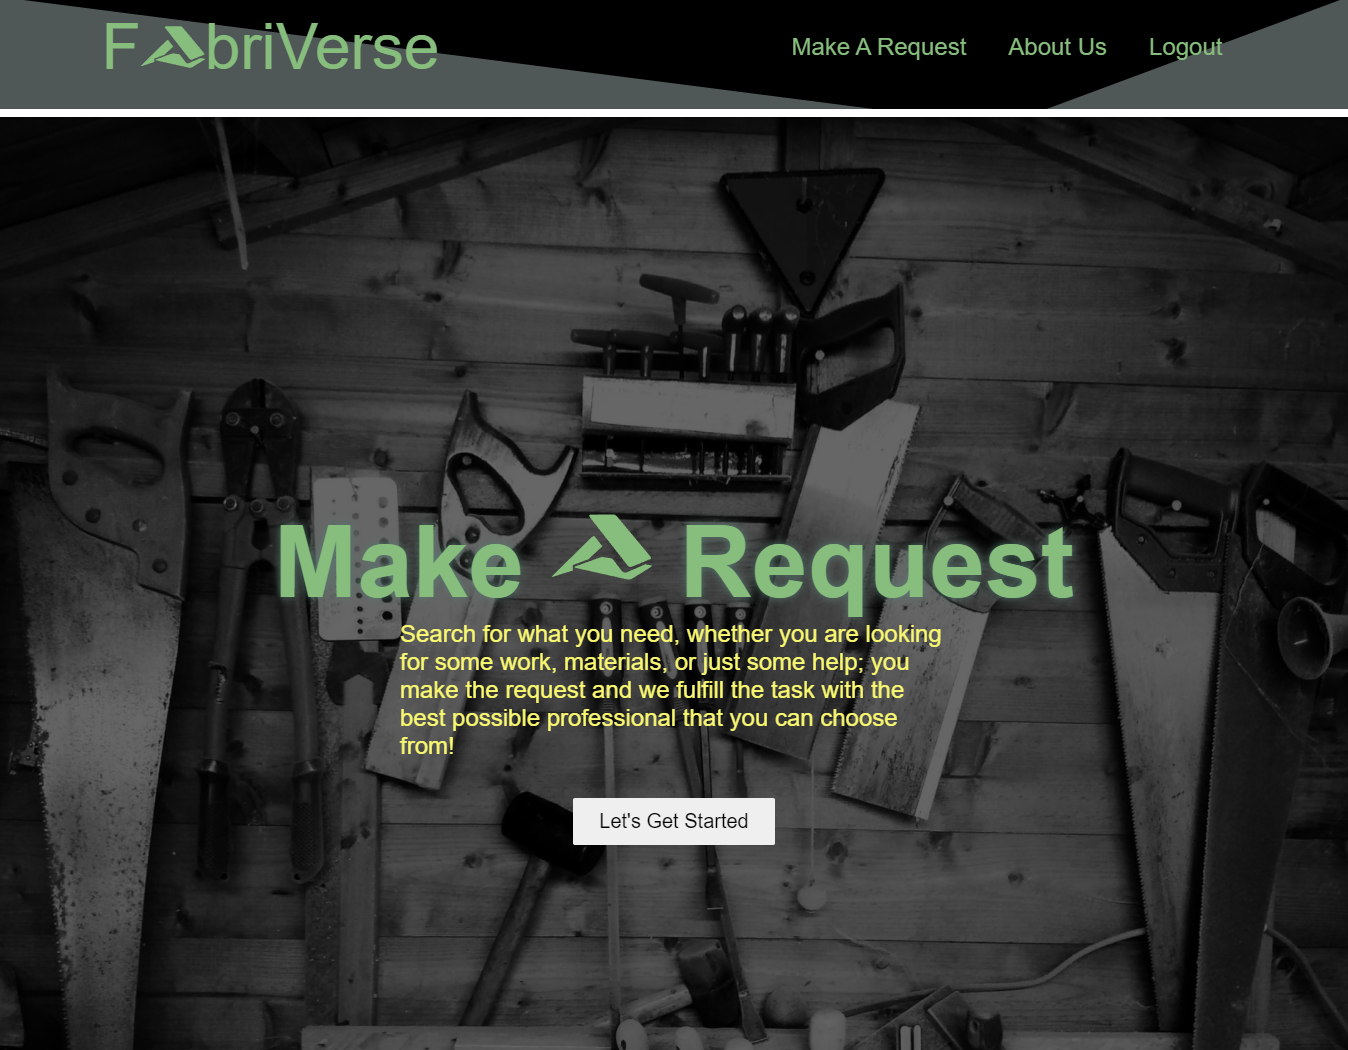 FabriVerse
Make A Request
About Us
Logout
Make A Request
Search for what you need, whether you are looking
for some work, materials, or just some help; you
make the request and we fulfill the task with the
best possible professional that you can choose
from!
Let's Get Started